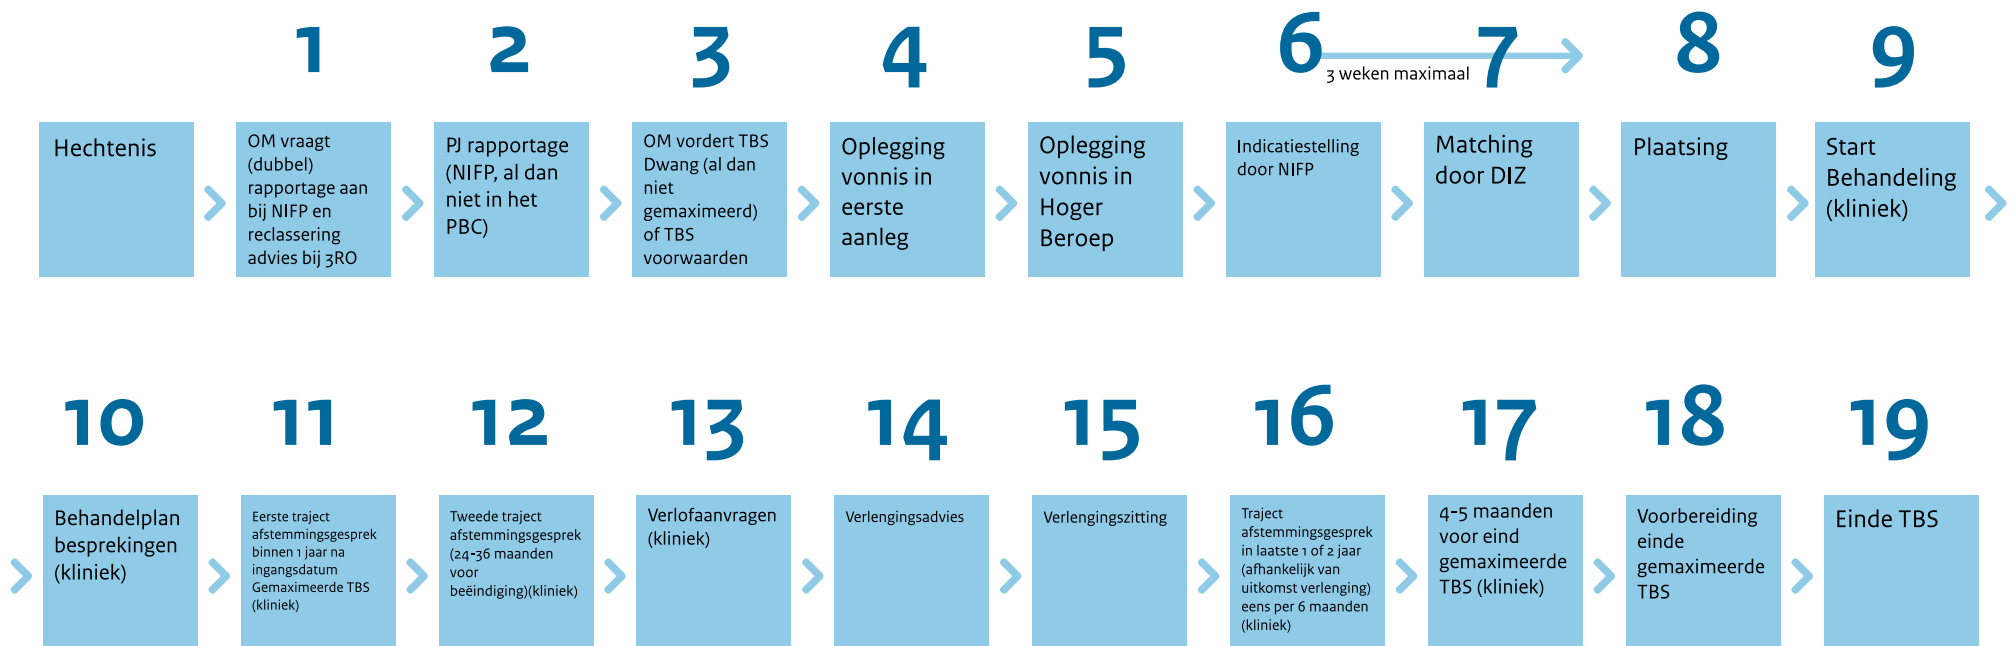 1
2
3
4
5
6
7
8
9
3 weken maximaal
Hechtenis
OM vraagt
(dubbel)
rapportage aan
bij NIFP en
reclassering
advies bij 3RO
PJ rapportage
(NIFP, al dan
niet in het
PBC)
OM vordert TBS
Dwang (al dan
niet
gemaximeerd)
of TBS
voorwaarden
Oplegging
vonnis in
eerste
aanleg
Oplegging
vonnis in
Hoger
Beroep
Indicatiestelling
door NIFP
Matching
door DIZ
Plaatsing
Start
Behandeling
(kliniek)
10
11
12
13
14
15
16
17
18
19
Behandelplan
besprekingen
(kliniek)
Eerste traject
afstemmingsgesprek
binnen 1 jaar na
ingangsdatum
Gemaximeerde TBS
(kliniek)
Tweede traject
afstemmingsgesprek
(24-36 maanden
voor
beëindiging)(kliniek)
Verlofaanvragen
(kliniek)
Verlengingsadvies
Verlengingszitting
Traject
afstemmingsgesprek
in laatste 1 of 2 jaar
(afhankelijk van
uitkomst verlenging)
eens per 6 maanden
(kliniek)
4-5 maanden
voor eind
gemaximeerde
TBS (kliniek)
Voorbereiding
einde
gemaximeerde
TBS
Einde TBS